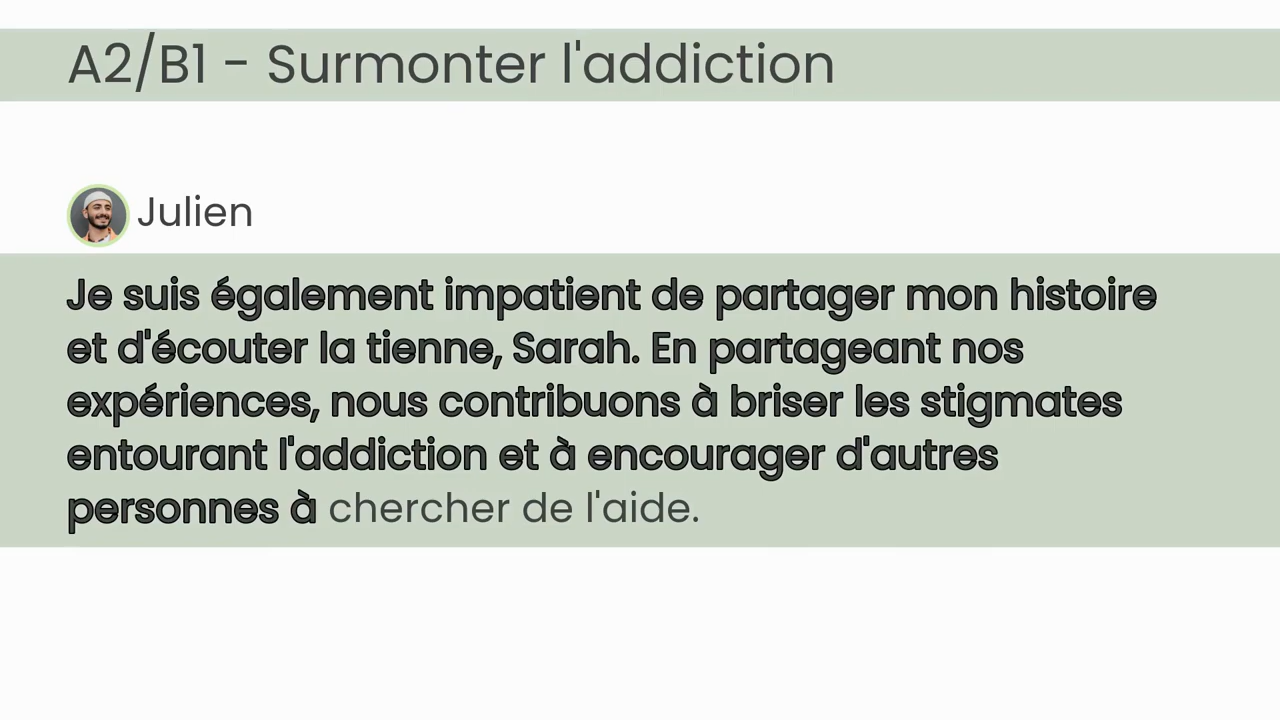 A2/B1 - Surmonter l'addiction
Julien
Je suis également impatient de partager mon histoire
et d'écouter la tienne, Sarah. En partageant nos
expériences, nous contribuons à briser les stigmates
entourant l'addiction et à encourager d'autres
personnes à chercher de l'aide.